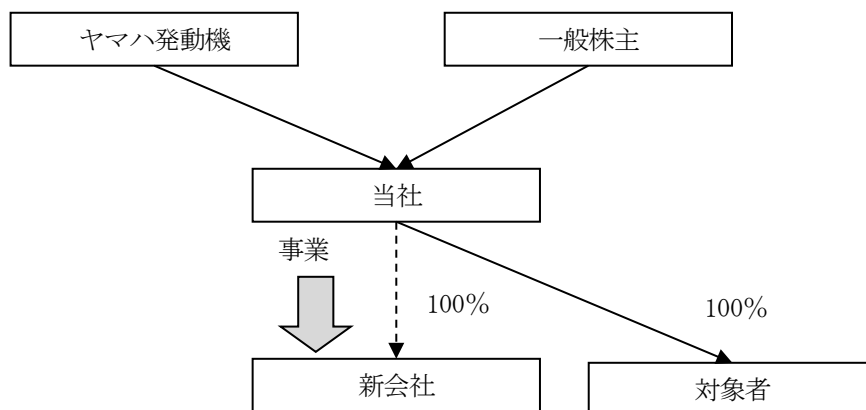 ヤマハ発動機
一般株主
当社
事業
100％
100％
新会社
対象者